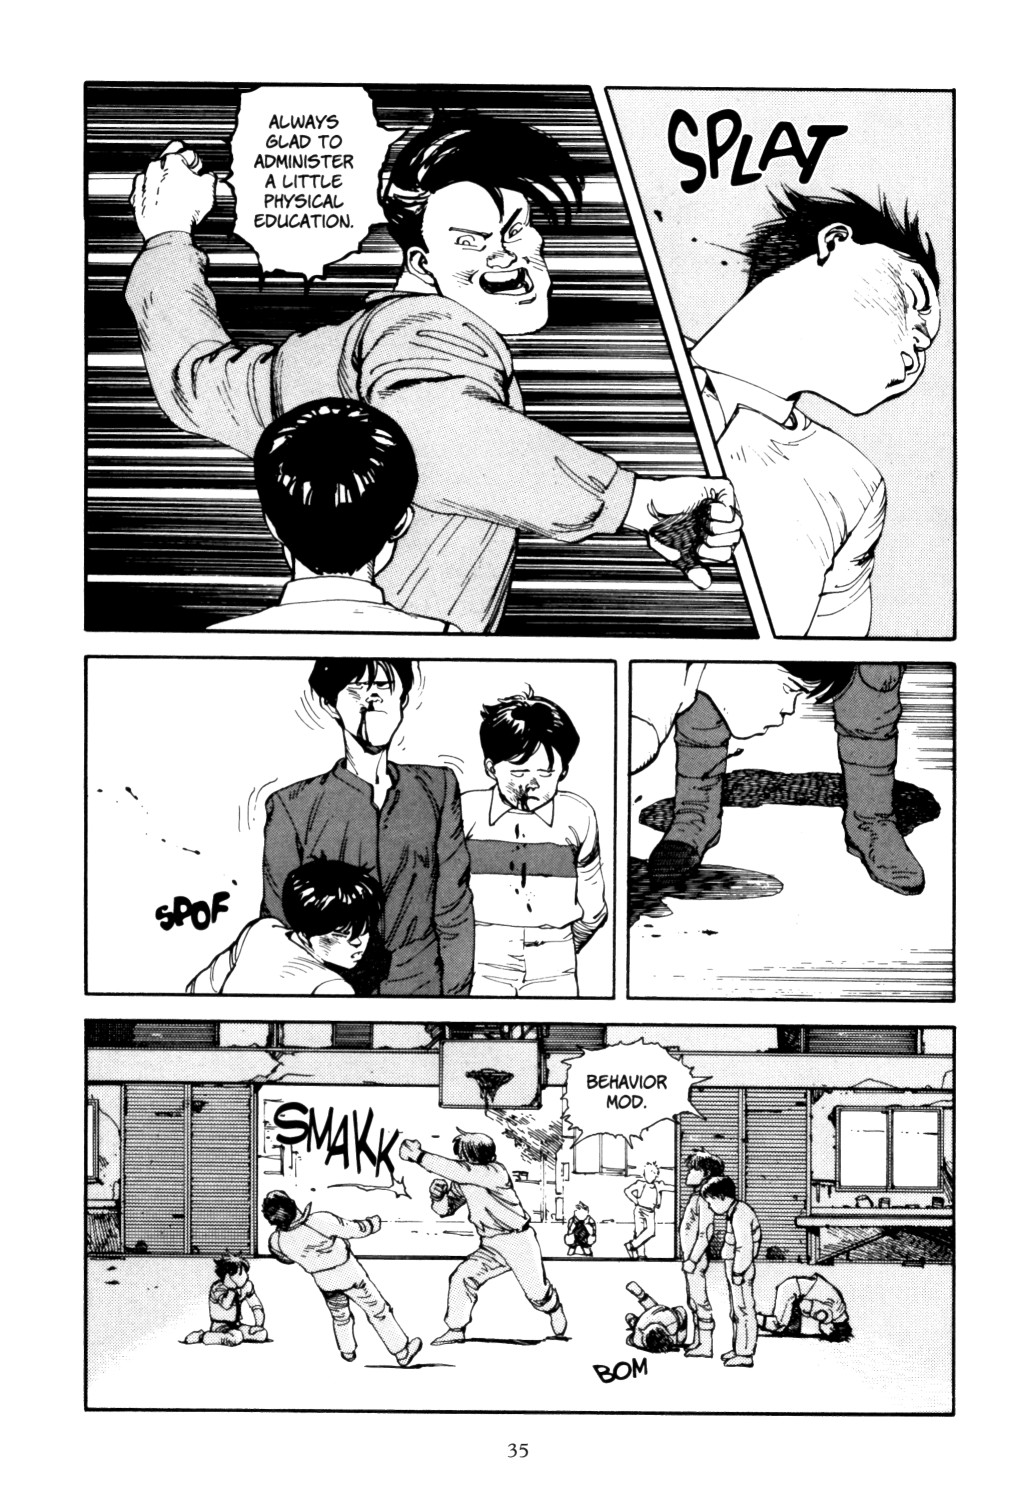 ALWAYS
GLAD TO
ADMINISTER
A LITTLE
PHYSICAL
EDUCATION.
SPLAT
SPOF
SMAKK
BEHAVIOR
MOD.
BOM
35